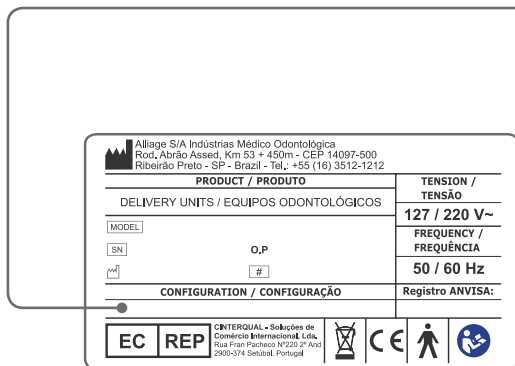 Alliage S/A Indústrias Médico Odontológica
Rod. Abrão Assed, Km 53 + 450m - CEP 14097-500
Ribeirão Preto - SP - Brazil - Tel.: +55 (16) 3512-1212
PRODUCT / PRODUTO
DELIVERY UNITS / EQUIPOS ODONTOLÓGICOS
MODEL
SN
O.P
#
CONFIGURATION / CONFIGURAÇÃO
TENSION /
TENSÃO
127 / 220 V~
FREQUENCY /
FREQUÊNCIA
50 / 60 Hz
Registro ANVISA:
EC REP
CINTERQUAL - Soluções de
Comércio Internacional, Lda.
Rua Fran Pacheco Nº220 2º And
2900-374 Setúbal, Portugal
CE